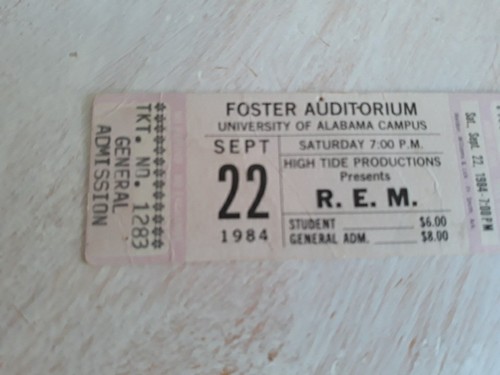 TKT. NO. 1283
GENERAL
ADMISSION
FOSTER AUDITORIUM
UNIVERSITY OF ALABAMA CAMPUS
SEPT
22
1984
SATURDAY 7:00 P.M.
HIGH TIDE PRODUCTIONS
Presents
R. E. M.
STUDENT $6.00
GENERAL ADM. $8.00
Sat. Sept. 22, 1984 - 7:00 PM